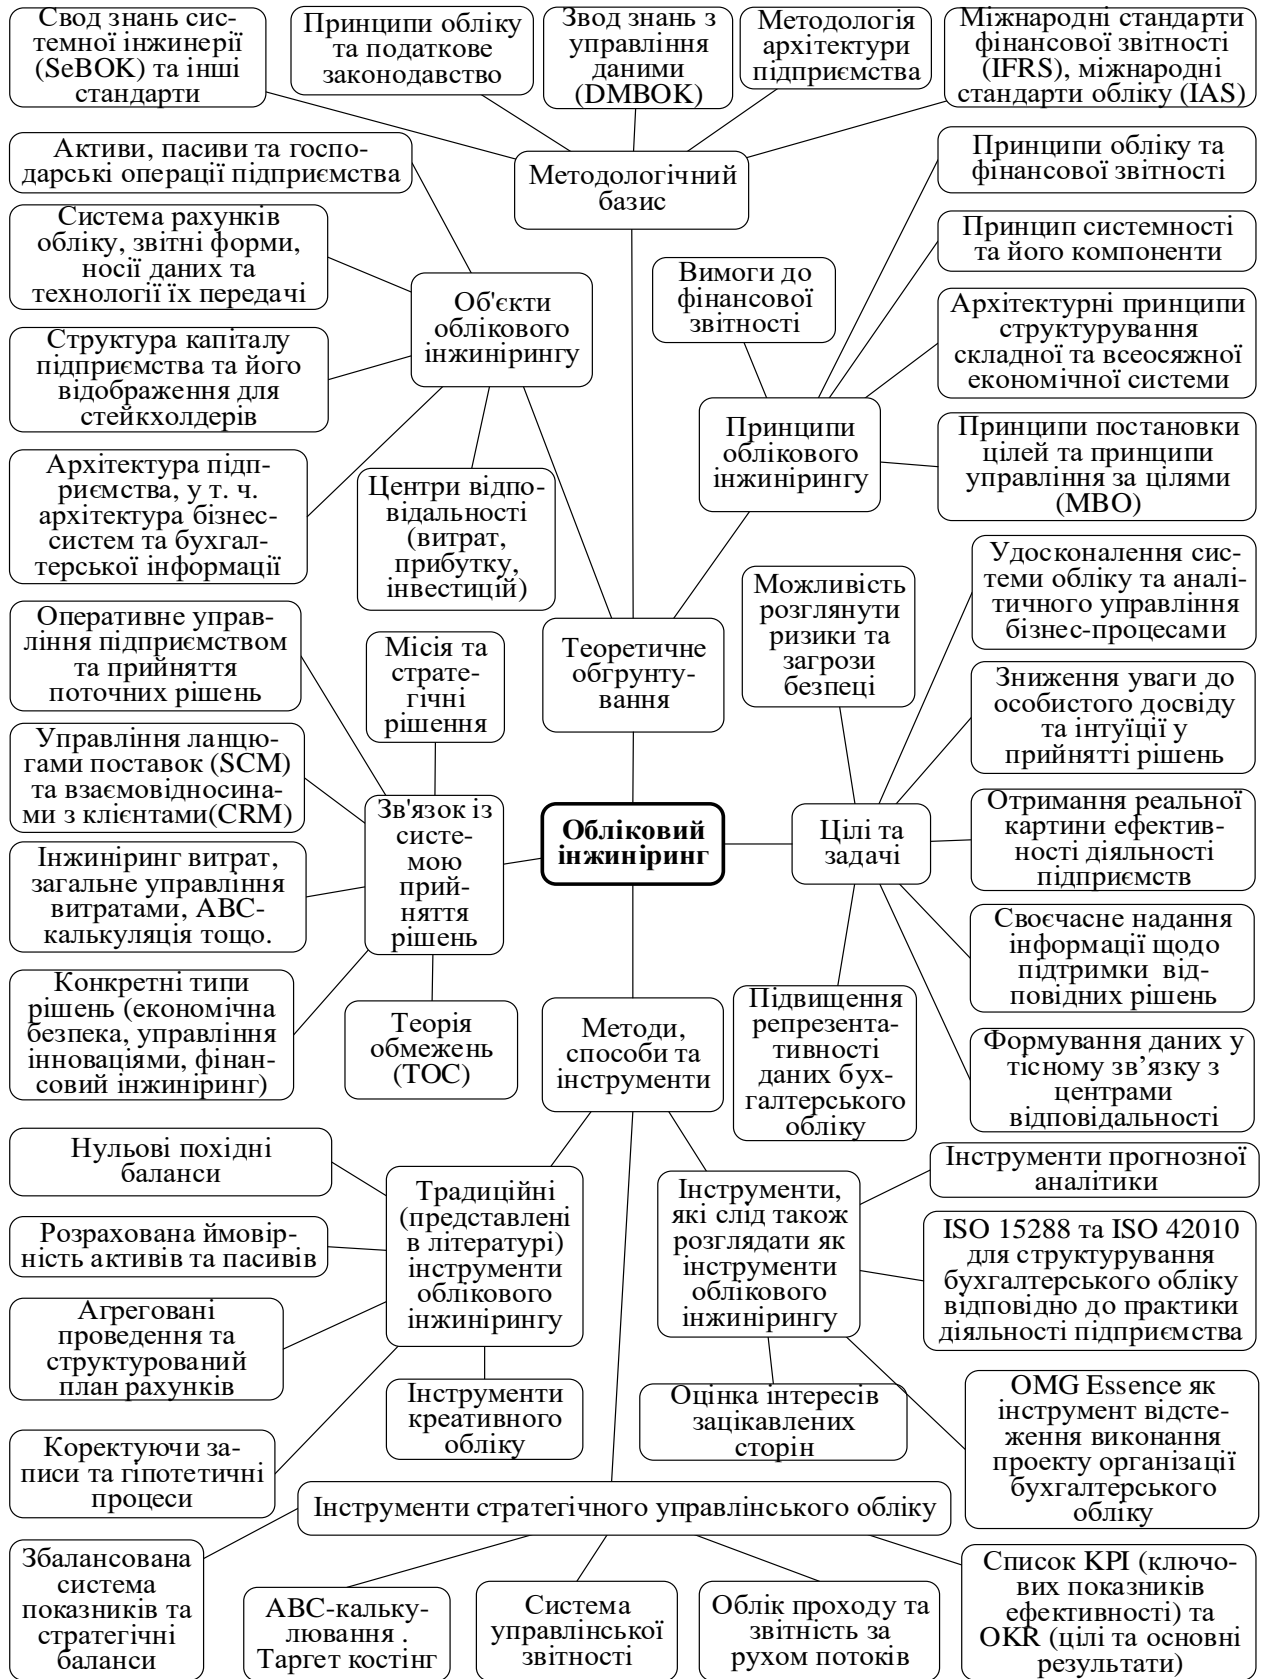 Свод знань сис-
темної інжинерії
(SeBOK) та інші
стандарти
Принципи обліку
та податкове
законодавство
Звод знань з
управління
даними
(DMBOK)
Методологія
архітектури
підприємства
Міжнародні стандарти
фінансової звітності
(IFRS), міжнародні
стандарти обліку (IAS)
Активи, пасиви та госпо-
дарські операції підприємства
Методологічний
базис
Принципи обліку та
фінансової звітності
Система рахунків
обліку, звітні форми,
носії даних та
технології їх передачі
Принцип системності
та його компоненти
Об'єкти
облікового
інжинірингу
Вимоги до
фінансової
звітності
Архітектурні принципи
структурування
складної та всеосяжної
економічної системи
Структура капіталу
підприємства та його
відображення для
стейкхолдерів
Принципи
облікового
інжинірингу
Принципи постановки
цілей та принципи
управління за цілями
(МВО)
Архітектура підп-
риємства, у т. ч.
архітектура бізнес-
систем та бухгал-
терської інформації
Центри відпо-
відальності
(витрат,
прибутку,
інвестицій)
Удосконалення сис-
теми обліку та аналі-
тичного управління
бізнес-процесами
Можливість
розглянути
ризики та
загрози
безпеці
Оперативне управ-
ління підприємством
та прийняття
поточних рішень
Місія та
страте-
гічні
рішення
Теоретичне
обгрунту-
вання
Зниження уваги до
особистого досвіду
та інтуїції у
прийнятті рішень
Управління ланцю-
гами поставок (SCM)
та взаємовідносина-
ми з клієнтами(CRM)
Зв'язок із
систе-
мою
прий-
няття
рішень
Обліковий
інжиніринг
Цілі та
задачі
Отримання реальної
картини ефектив-
ності діяльності
підприємств
Інжиніринг витрат,
загальне управління
витратами, АВС-
калькуляція тощо.
Своєчасне надання
інформації щодо
підтримки  від-
повідних рішень
Конкретні типи
рішень (економічна
безпека, управління
інноваціями, фінан-
совий інжиніринг)
Теорія
обмежень
(ТОС)
Методи,
способи та
інструменти
Підвищення
репрезента-
тивності
даних бух-
галтерського
обліку
Формування даних у
тісному зв’язку з
центрами
відповідальності
Нульові похідні
баланси
Традиційні
(представлені
в літературі)
інструменти
облікового
інжинірингу
Інструменти,
які слід також
розглядати як
інструменти
облікового
інжинірингу
Інструменти прогнозної
аналітики
Розрахована ймовір-
ність активів та пасивів
ISO 15288 та ISO 42010
для структурування
бухгалтерського обліку
відповідно до практики
діяльності підприємства
Агреговані
проведення та
структурований
план рахунків
Інструменти
креативного
обліку
Оцінка інтересів
зацікавлених
сторін
OMG Essence як
інструмент відсте-
ження виконання
проекту організації
бухгалтерського
обліку
Коректуючи за-
писи та гіпотетичні
процеси
Інструменти стратегічного управлінського обліку
Збалансована
система
показників та
стратегічні
баланси
АВС-кальку-
лювання .
Таргет костінг
Система
управлінської
звітності
Облік проходу та
звітність за
рухом потоків
Список KPI (ключо-
вих показників
ефективності) та
OKR (цілі та основні
результати)